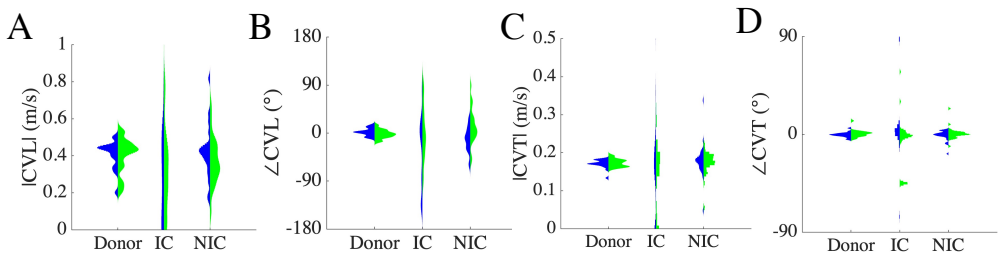 A
|CVL| (m/s)
1
0.8
0.6
0.4
0.2
0
Donor IC NIC
B
∠CVL (°)
180
90
0
-90
-180
Donor IC NIC
C
|CVT| (m/s)
0.5
0.4
0.3
0.2
0.1
0
Donor IC NIC
D
∠CVT (°)
90
0
-90
Donor IC NIC